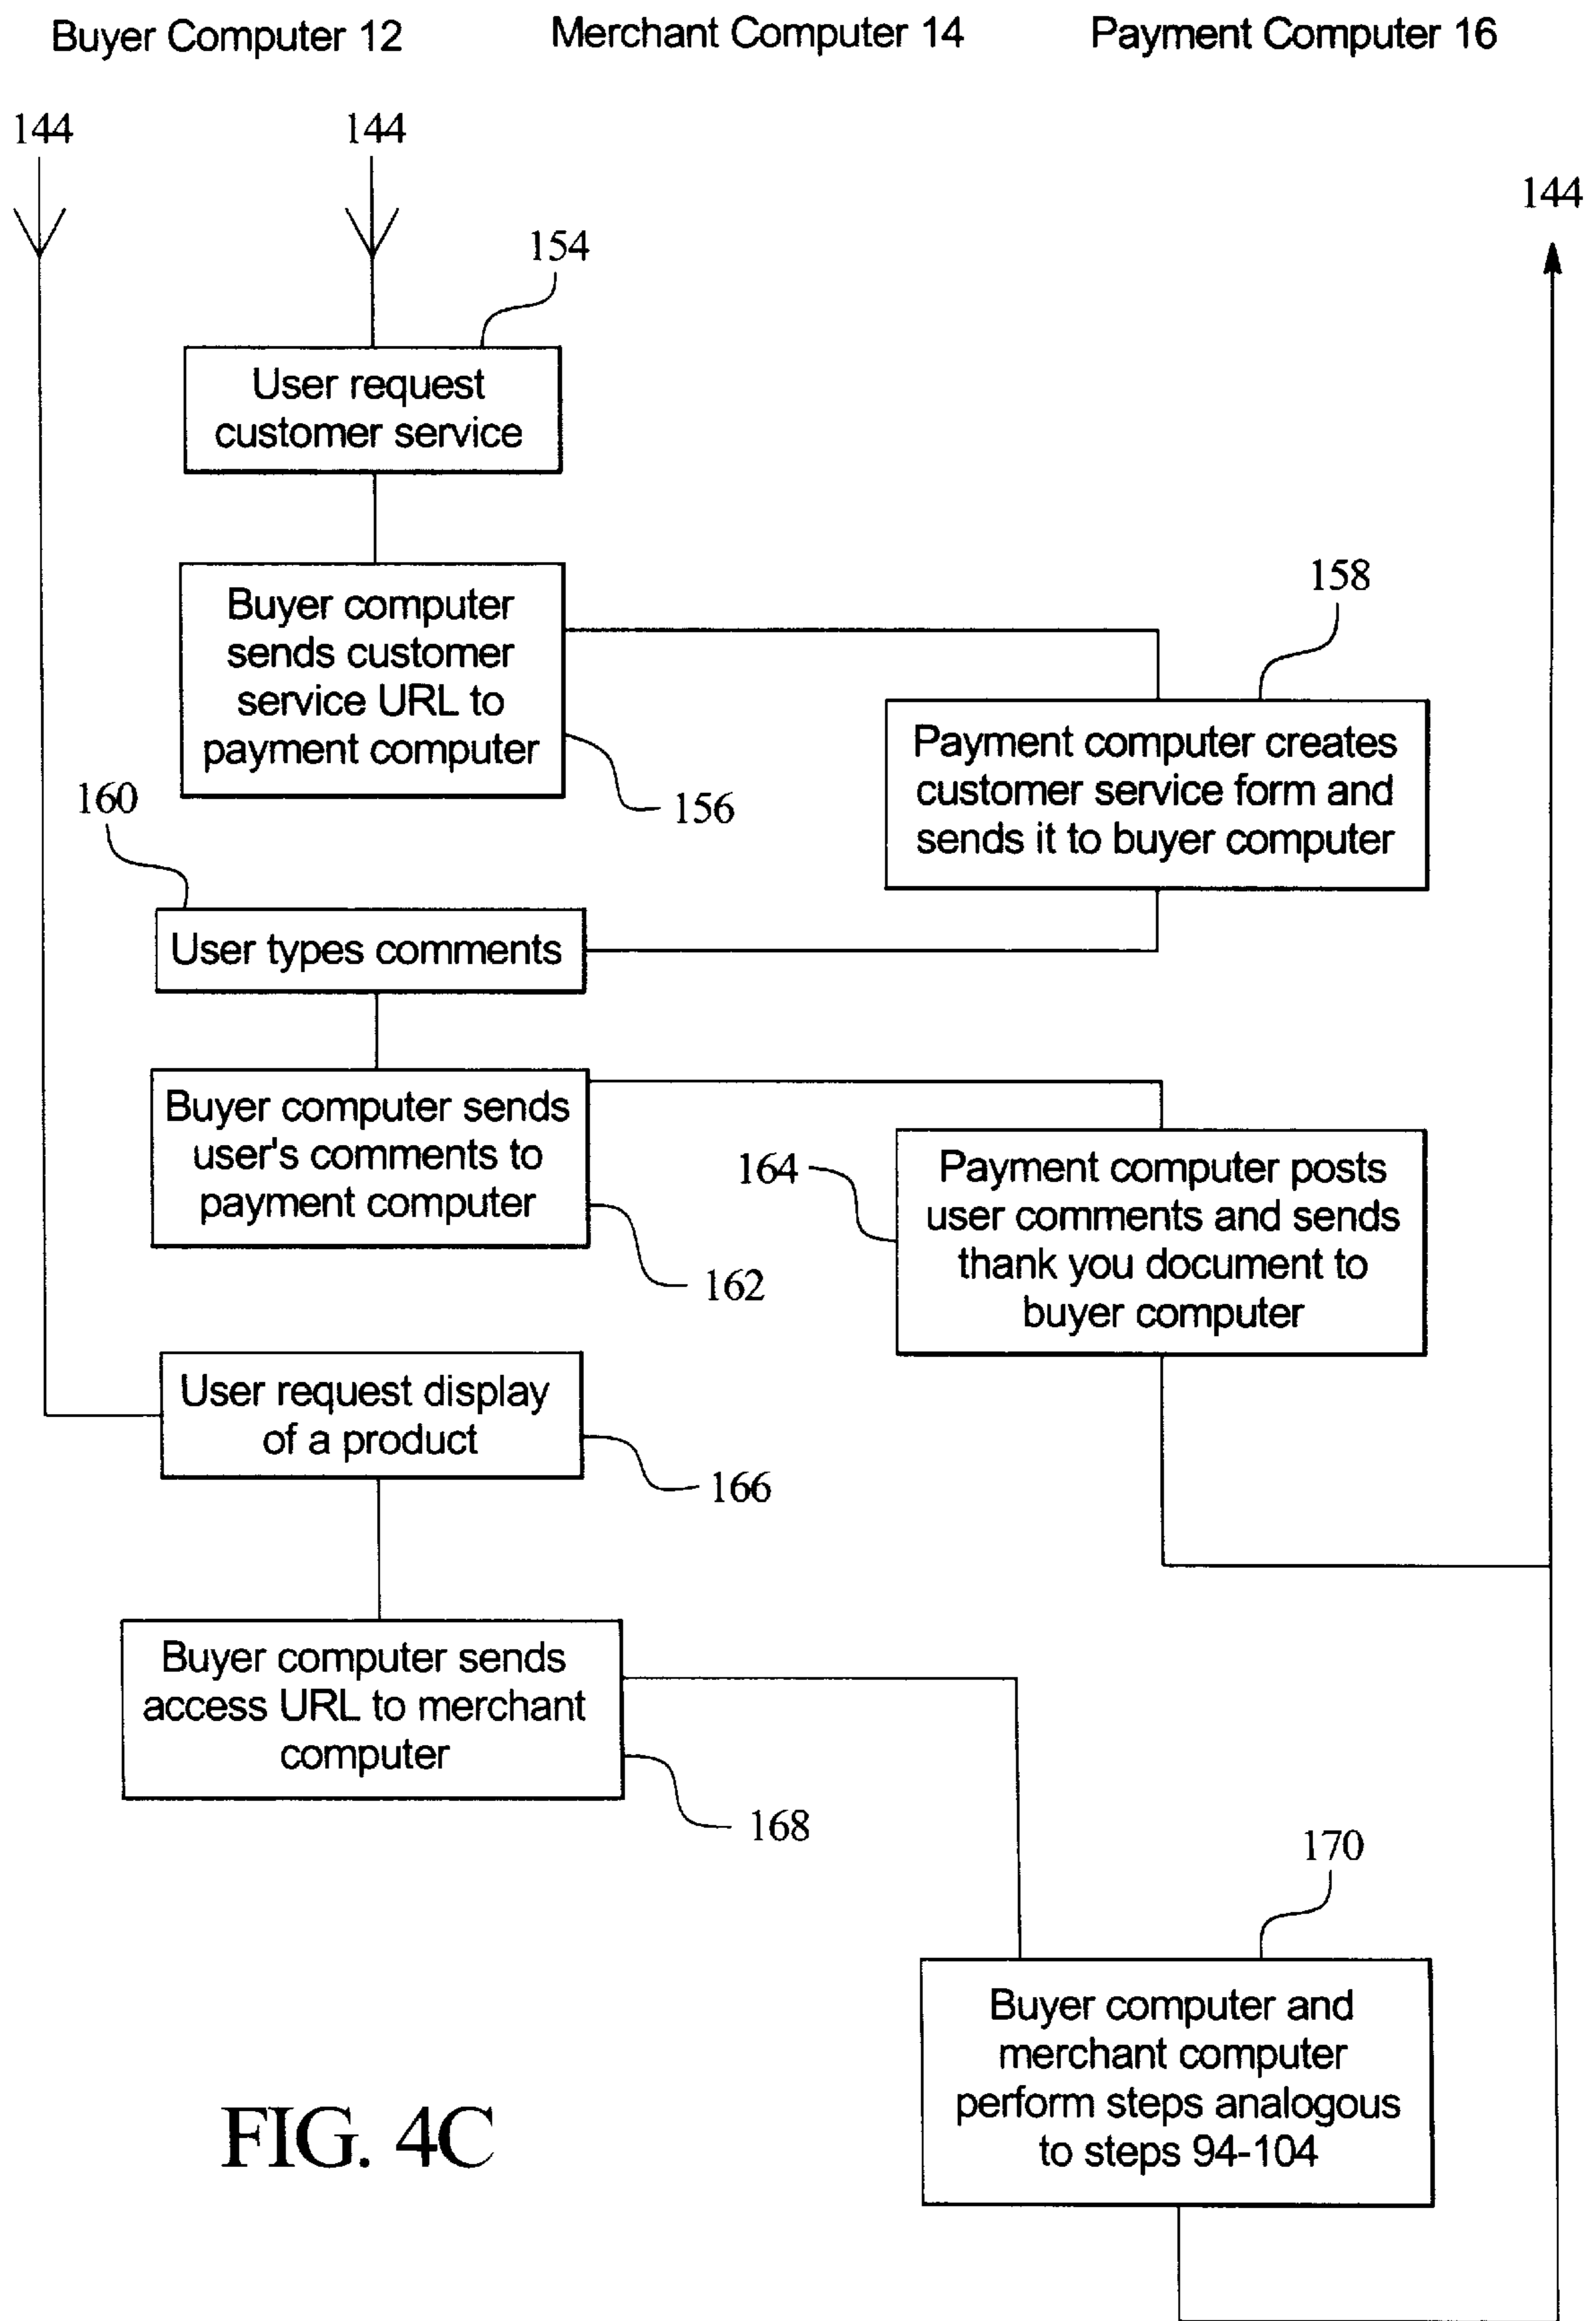 Buyer Computer 12
Merchant Computer 14
Payment Computer 16
144
144
144
154
User request
customer service
Buyer computer
sends customer
service URL to
payment computer
156
158
Payment computer creates
customer service form and
sends it to buyer computer
160
User types comments
Buyer computer sends
user's comments to
payment computer
162
164
Payment computer posts
user comments and sends
thank you document to
buyer computer
User request display
of a product
166
Buyer computer sends
access URL to merchant
computer
168
170
Buyer computer and
merchant computer
perform steps analogous
to steps 94-104
FIG. 4C